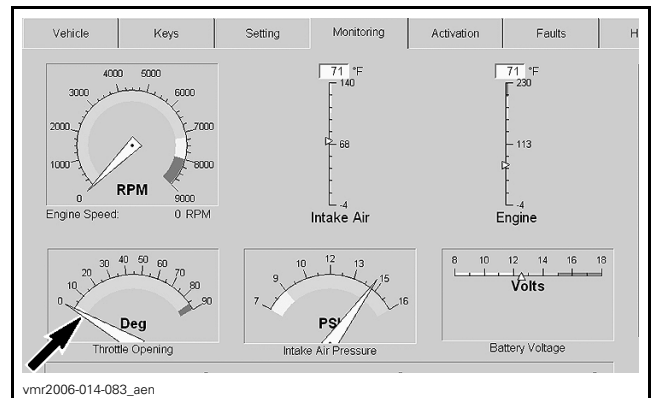 Vehicle Keys Setting Monitoring Activation Faults H
4000 5000
3000 6000
2000 7000
1000 8000
0 9000
RPM
Engine Speed: 0 RPM
71 °F
140
68
-4
Intake Air
71 °F
230
113
-4
Engine
0 10 20 30 40 50 60 70 80 90
Deg
Throttle Opening
7 9 10 12 13 15 16
Intake Air Pressure
8 10 12 14 16 18
Volts
Battery Voltage
vmr2006-014-083_aen